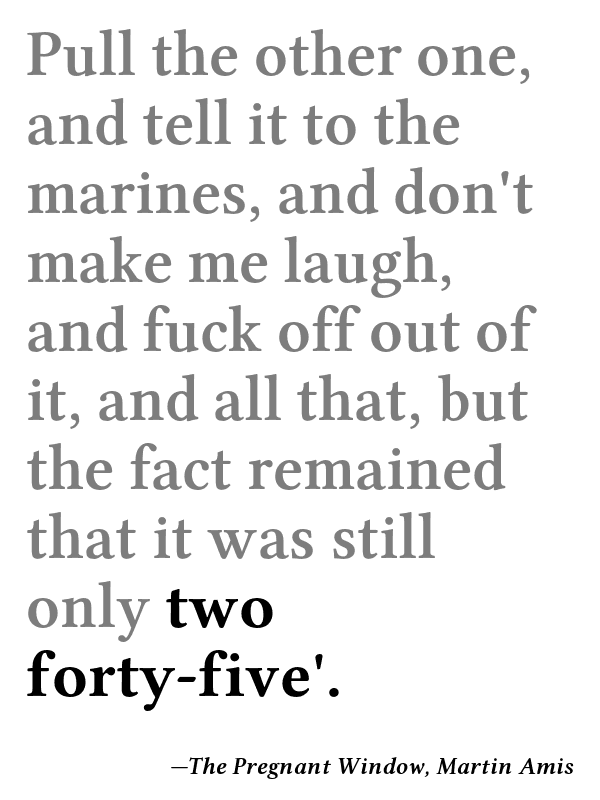 Pull the other one,
and tell it to the
marines, and don't
make me laugh,
and fuck off out of
it, and all that, but
the fact remained
that it was still
only two
forty-five'.
—The Pregnant Window, Martin Amis